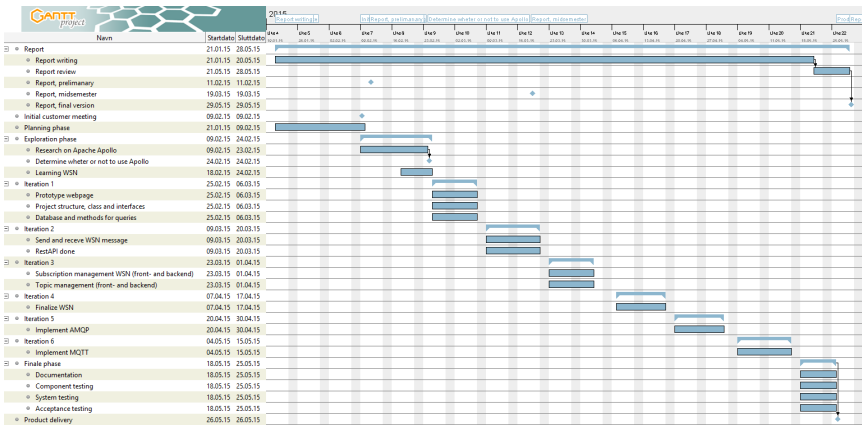 GANTT
project
2015
Report writing
Report, prelimanary
Determine wheter or not to use Apollo
Report, midsemester
Navn Startdato Sluttdato
Uke 4 Uke 5 Uke 6 Uke 7 Uke 8 Uke 9 Uke 10 Uke 11 Uke 12 Uke 13 Uke 14 Uke 15 Uke 16 Uke 17 Uke 18 Uke 19 Uke 20 Uke 21 Uke 22
Report 21.01.15 28.05.15
Report writing 21.01.15 20.05.15
Report review 21.05.15 28.05.15
Report, prelimanary 11.02.15 11.02.15
Report, midsemester 19.03.15 19.03.15
Report, final version 29.05.15 29.05.15
Initial customer meeting 09.02.15 09.02.15
Planning phase 21.01.15 09.02.15
Exploration phase 09.02.15 24.02.15
Research on Apache Apollo 09.02.15 23.02.15
Determine wheter or not to use Apollo 24.02.15 24.02.15
Learning WSN 18.02.15 24.02.15
Iteration 1 25.02.15 06.03.15
Prototype webpage 25.02.15 06.03.15
Project structure, class and interfaces 25.02.15 06.03.15
Database and methods for queries 25.02.15 06.03.15
Iteration 2 09.03.15 20.03.15
Send and receve WSN message 09.03.15 20.03.15
RestAPI done 09.03.15 20.03.15
Iteration 3 23.03.15 01.04.15
Subscription management WSN (front- and backend) 23.03.15 01.04.15
Topic management (front- and backend) 23.03.15 01.04.15
Iteration 4 07.04.15 17.04.15
Finalize WSN 07.04.15 17.04.15
Iteration 5 20.04.15 30.04.15
Implement AMQP 20.04.15 30.04.15
Iteration 6 04.05.15 15.05.15
Implement MQTT 04.05.15 15.05.15
Finale phase 18.05.15 25.05.15
Documentation 18.05.15 25.05.15
Component testing 18.05.15 25.05.15
System testing 18.05.15 25.05.15
Acceptance testing 18.05.15 25.05.15
Product delivery 26.05.15 26.05.15